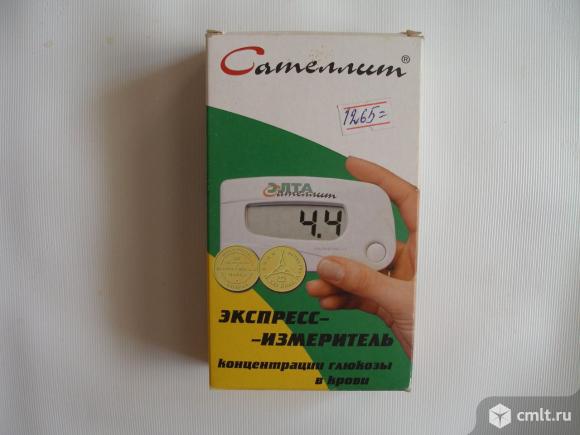 Сателлит®
1265=
ЭЛТА
Сателлит
4.4
ЭКСПРЕСС-
-ИЗМЕРИТЕЛЬ
концентрации глюкозы
в крови
cmlt.ru